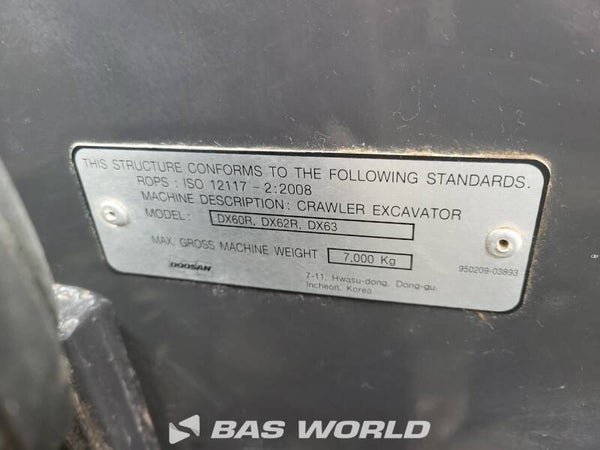 THIS STRUCTURE CONFORMS TO THE FOLLOWING STANDARDS.
ROPS : ISO 12117 - 2:2008
MACHINE DESCRIPTION : CRAWLER EXCAVATOR
MODEL : DX60R, DX62R, DX63
MAX. GROSS MACHINE WEIGHT 7,000 Kg
DOOSAN
7-11, Hwasu-dong, Dong-gu,
Incheon, Korea
950209-03893
BAS WORLD